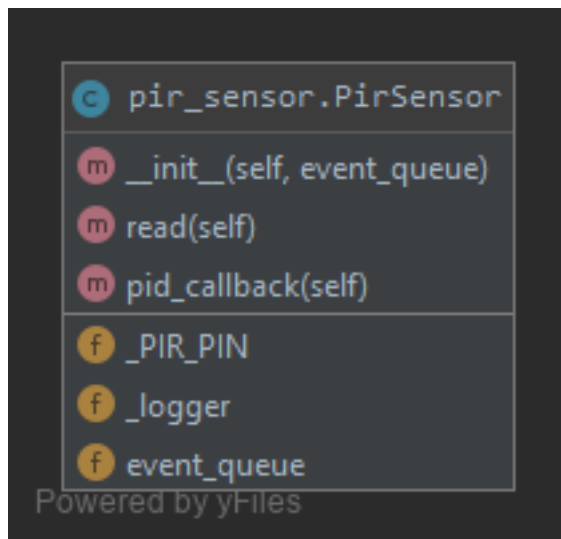 c pir_sensor.PirSensor
m __init__(self, event_queue)
m read(self)
m pid_callback(self)
f _PIR_PIN
f _logger
f event_queue
Powered by yFiles